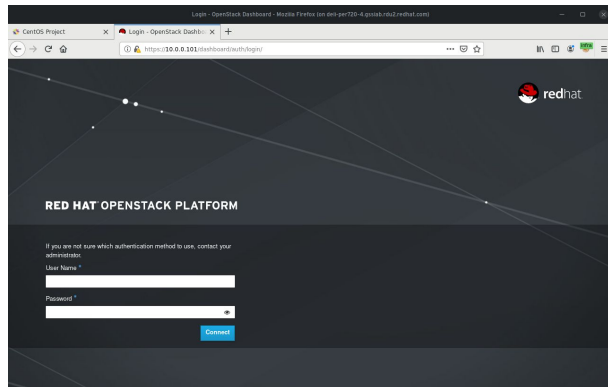 Login - OpenStack Dashboard - Mozilla Firefox (on dell-per720-4.gsslab.rdu2.redhat.com)
CentOS Project
Login - OpenStack Dashbo
https://10.0.0.101/dashboard/auth/login/
redhat.
RED HAT OPENSTACK PLATFORM
If you are not sure which authentication method to use, contact your
administrator.
User Name *
Password *
Connect